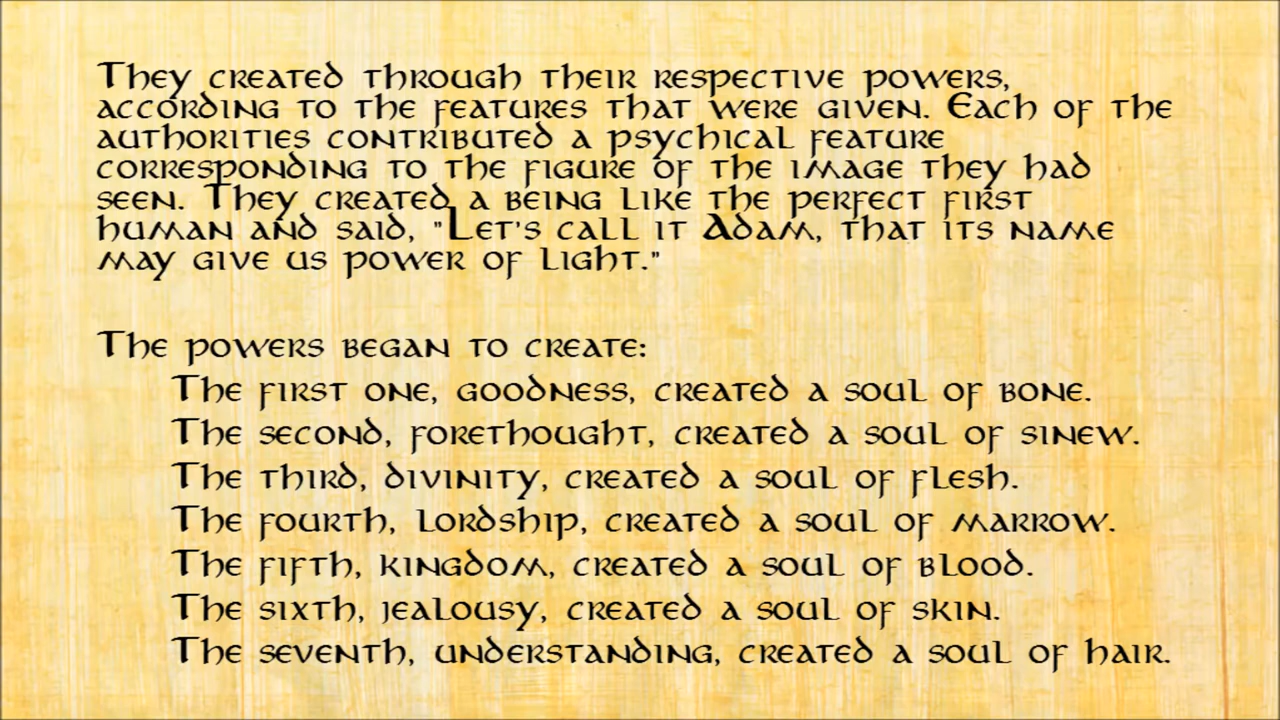 They created through their respective powers,
according to the features that were given. Each of the
authorities contributed a psychical feature
corresponding to the figure of the image they had
seen. They created a being like the perfect first
human and said, "Let's call it Adam, that its name
may give us power of light."
The powers began to create:
The first one, goodness, created a soul of bone.
The second, forethought, created a soul of sinew.
The third, divinity, created a soul of flesh.
The fourth, lordship, created a soul of marrow.
The fifth, kingdom, created a soul of blood.
The sixth, jealousy, created a soul of skin.
The seventh, understanding, created a soul of hair.